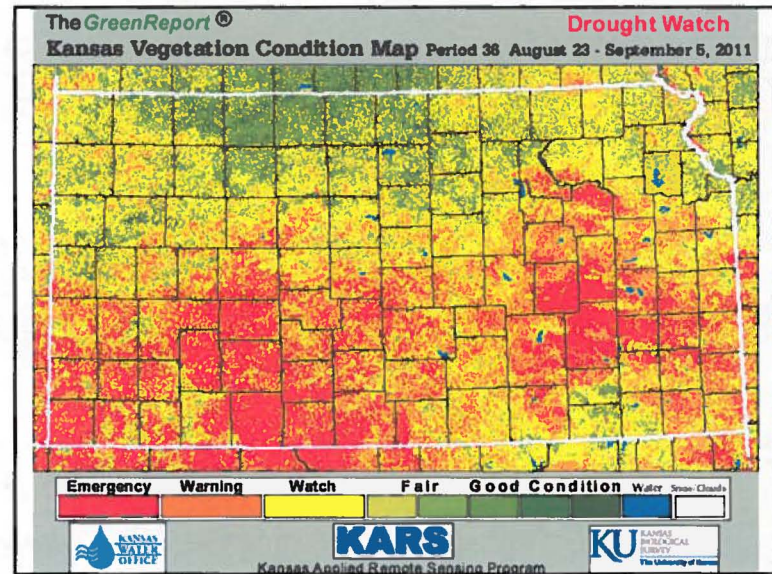 The GreenReport ® Drought Watch
Kansas Vegetation Condition Map Period 36 August 23 - September 5, 2011
Emergency Warning Watch Fair Good Condition Water Snow/Clouds
KANSAS
WATER
OFFICE
KARS
Kansas Applied Remote Sensing Program
KU
KANSAS
BIOLOGICAL
SURVEY
The University of Kansas